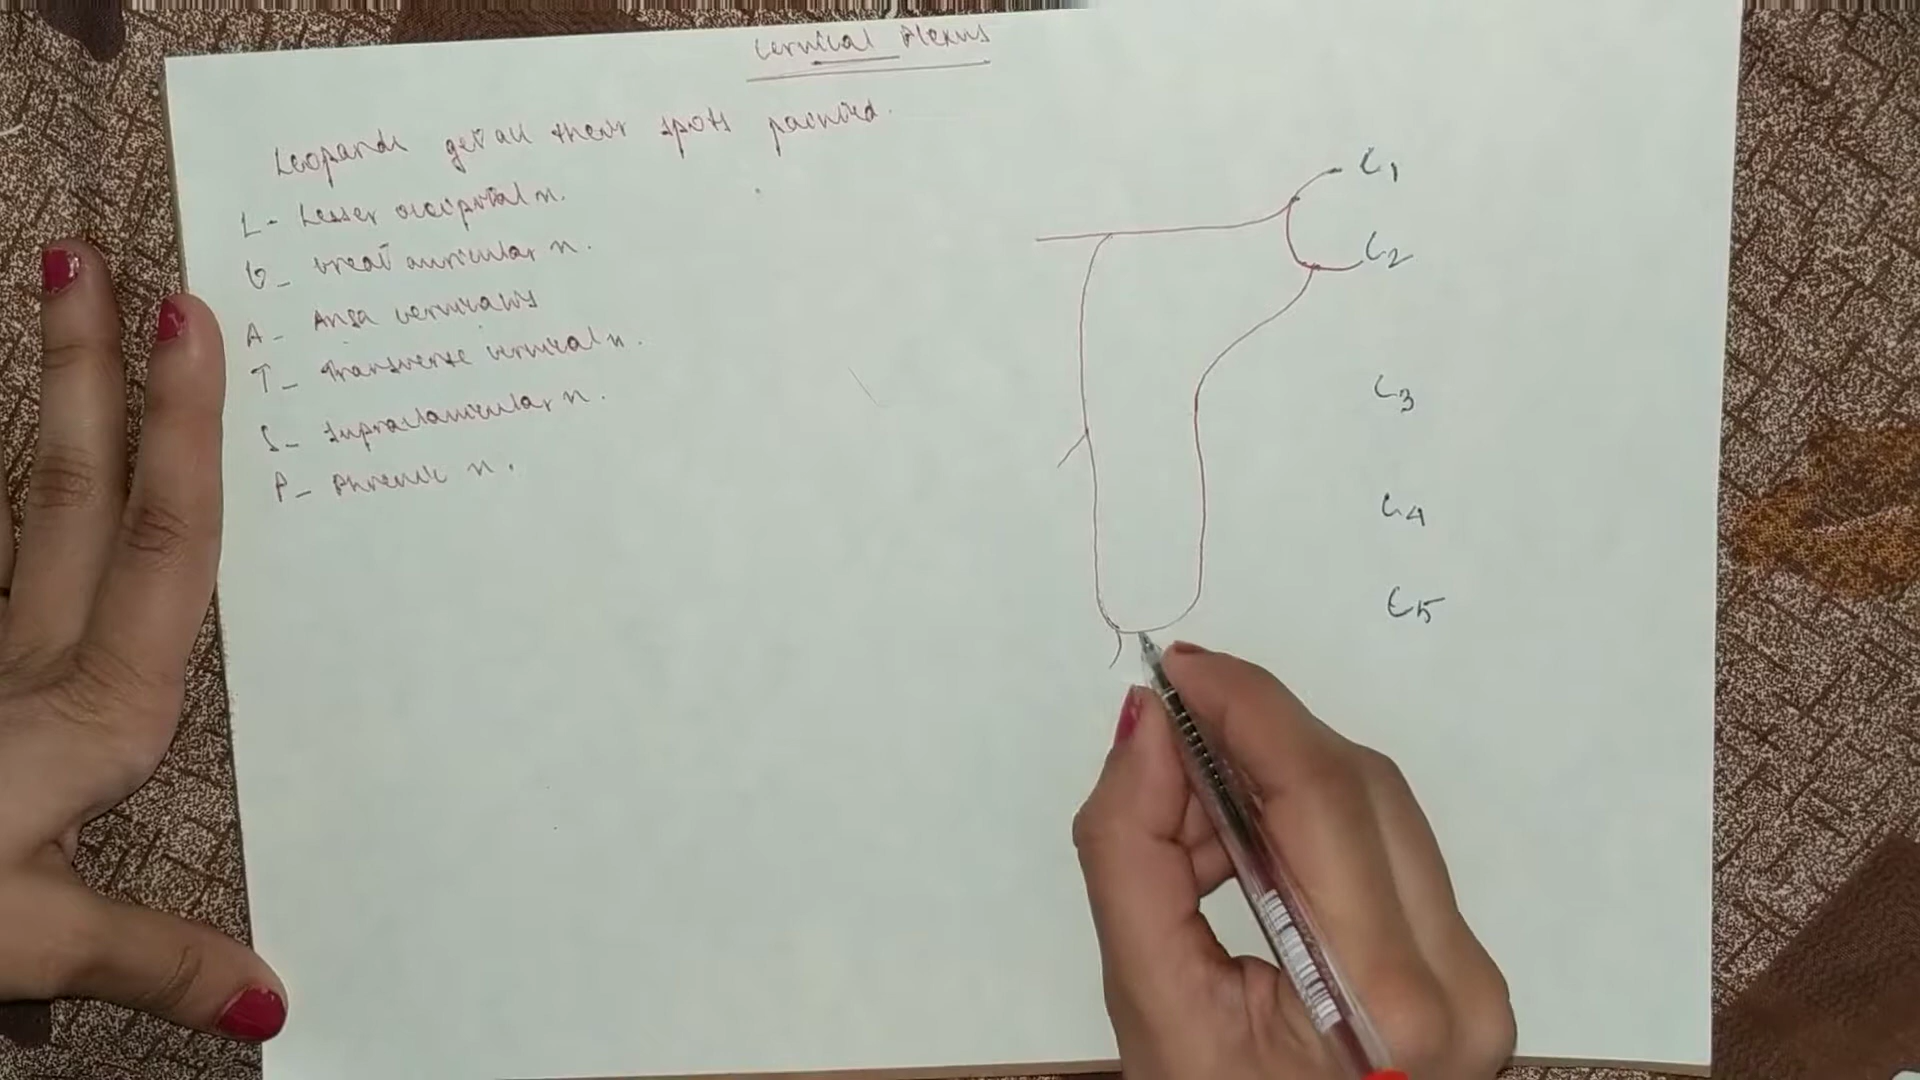 Cervical Plexus
Leopards get all their spots painted.
L- Lesser occipital n.
G- Great auricular n.
A- Ansa cervicalis
T- Transverse cervical n.
S- Supraclavicular n.
P- Phrenic n.
C1
C2
C3
C4
C5